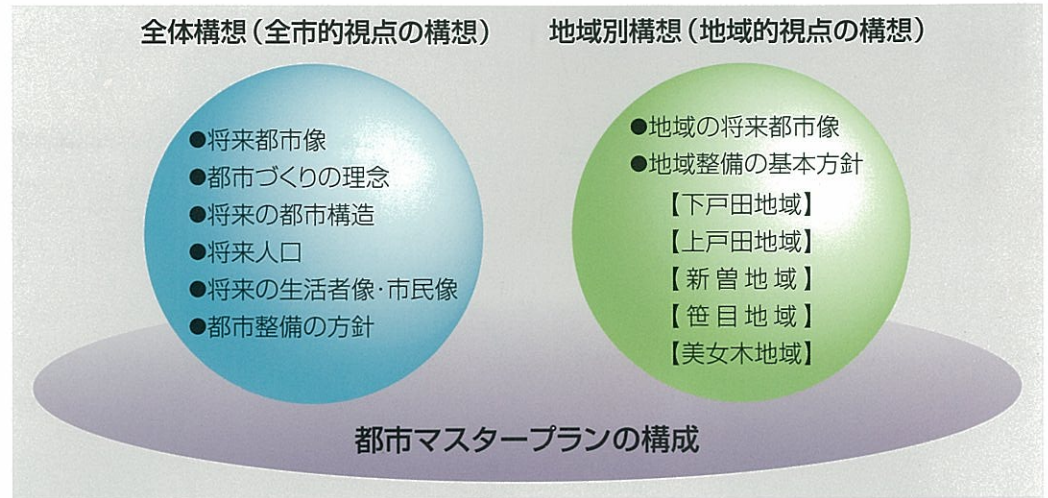 全体構想(全市的視点の構想)
●将来都市像
●都市づくりの理念
●将来の都市構造
●将来人口
●将来の生活者像・市民像
●都市整備の方針
地域別構想(地域的視点の構想)
●地域の将来都市像
●地域整備の基本方針
【下戸田地域】
【上戸田地域】
【新曽地域】
【笹目地域】
【美女木地域】
都市マスタープランの構成